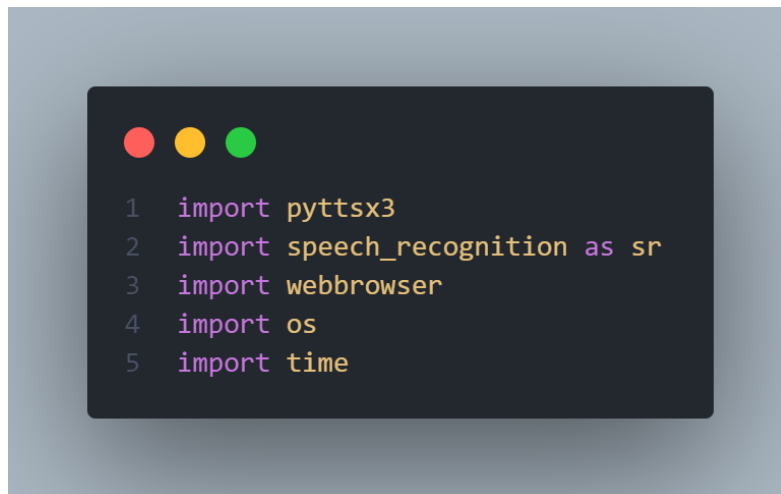 1 import pyttsx3
2 import speech_recognition as sr
3 import webbrowser
4 import os
5 import time